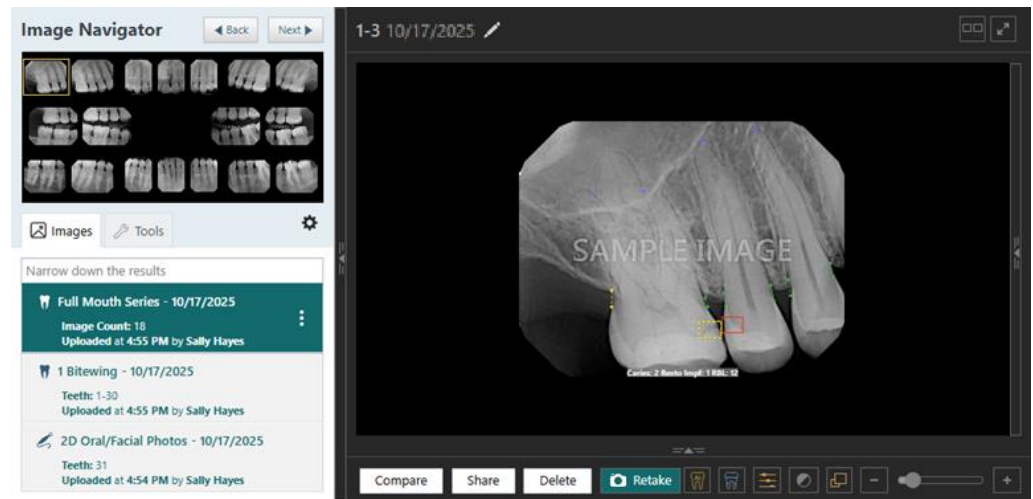 Image Navigator
Back
Next
1-3 10/17/2025
Images
Tools
Narrow down the results
Full Mouth Series - 10/17/2025
Image Count: 18
Uploaded at 4:55 PM by Sally Hayes
1 Bitewing - 10/17/2025
Teeth: 1-30
Uploaded at 4:55 PM by Sally Hayes
2D Oral/Facial Photos - 10/17/2025
Teeth: 31
Uploaded at 4:54 PM by Sally Hayes
SAMPLE IMAGE
Caries: 2 Resto Impf: 1 RBL: 12
Compare
Share
Delete
Retake